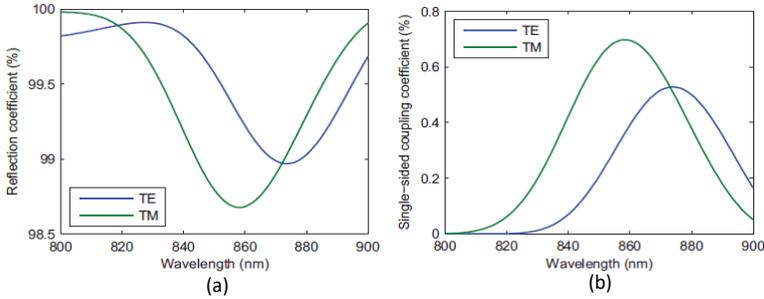 100
99.5
99
98.5
Reflection coefficient (%)
TE
TM
800
820
840
860
880
900
Wavelength (nm)
(a)
0.8
0.6
0.4
0.2
0
Single−sided coupling coefficient (%)
TE
TM
800
820
840
860
880
900
Wavelength (nm)
(b)